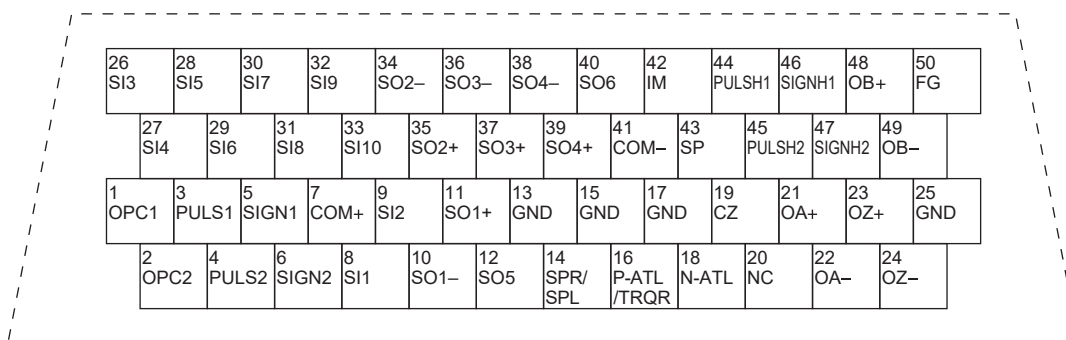 26 28 30 32 34 36 38 40 42 44 46 48 50
SI3 SI5 SI7 SI9 SO2– SO3– SO4– SO6 IM PULSH1 SIGNH1 OB+ FG
27 29 31 33 35 37 39 41 43 45 47 49
SI4 SI6 SI8 SI10 SO2+ SO3+ SO4+ COM– SP PULSH2 SIGNH2 OB–
1 3 5 7 9 11 13 15 17 19 21 23 25
OPC1 PULS1 SIGN1 COM+ SI2 SO1+ GND GND GND CZ OA+ OZ+ GND
2 4 6 8 10 12 14 16 18 20 22 24
OPC2 PULS2 SIGN2 SI1 SO1– SO5 SPR/ P-ATL N-ATL NC OA– OZ–
SPL /TRQR